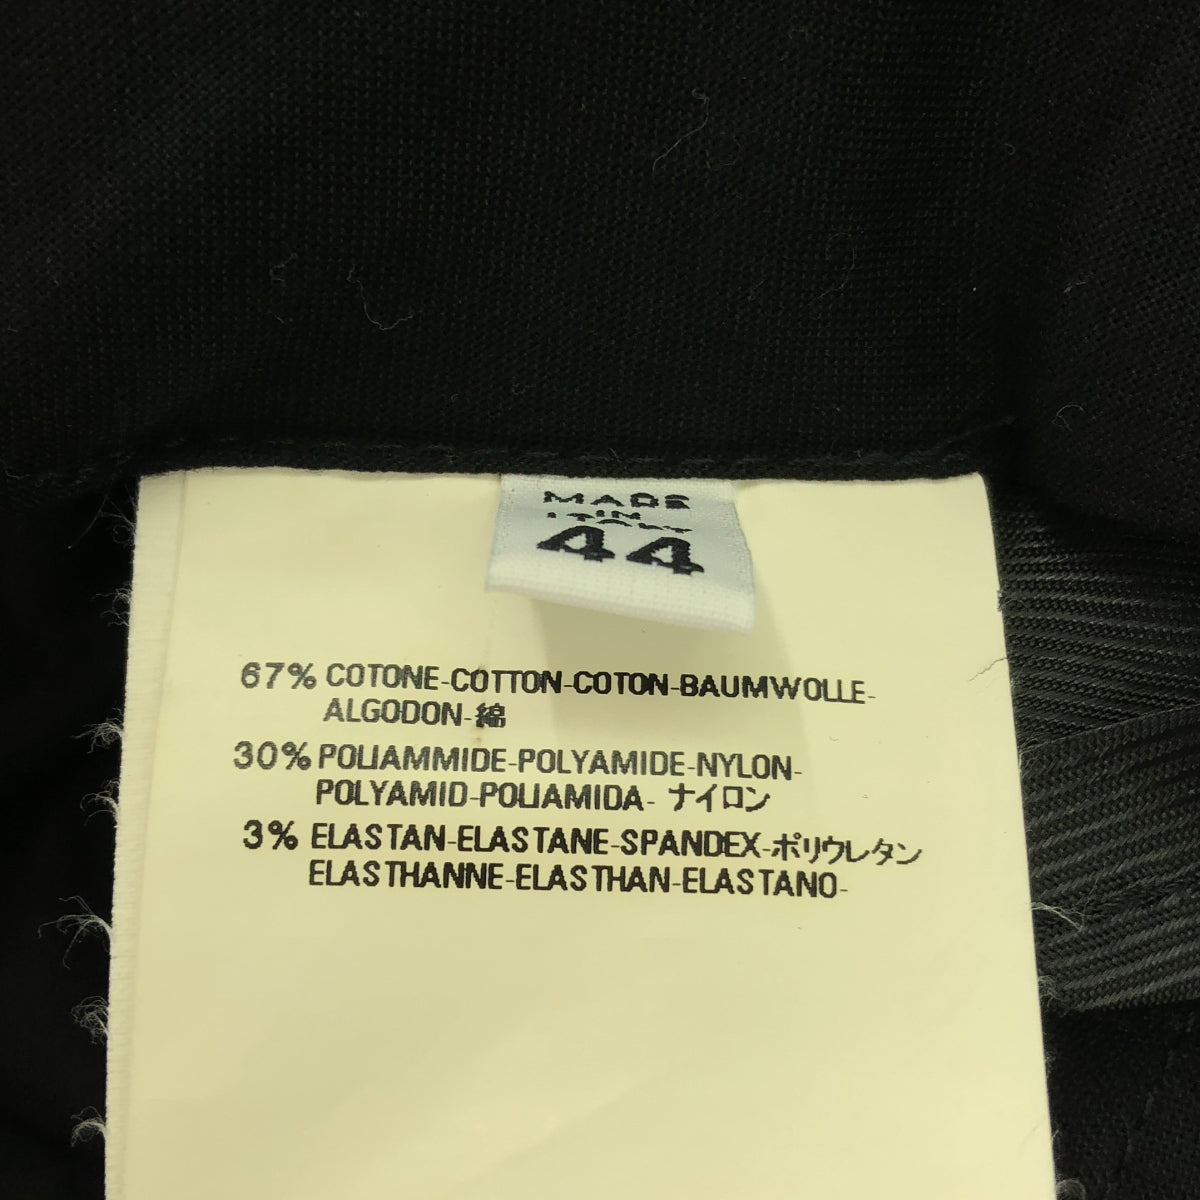 MADE
IN
ITALY
44
67% COTONE-COTTON-COTON-BAUMWOLLE-
ALGODON-綿
30% POLIAMMIDE-POLYAMIDE-NYLON-
POLYAMID-POLIAMIDA- ナイロン
3% ELASTAN-ELASTANE-SPANDEX-ポリウレタン
ELASTHANNE-ELASTHAN-ELASTANO-